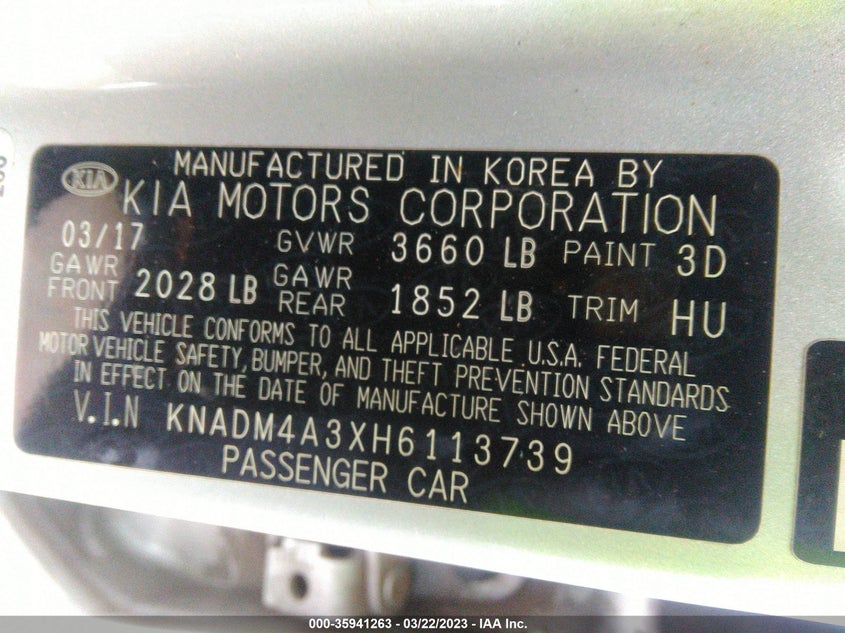 MANUFACTURED IN KOREA BY
KIA KIA MOTORS CORPORATION
03/17 GVWR 3660 LB PAINT 3D
GAWR FRONT 2028 LB GAWR REAR 1852 LB TRIM HU
THIS VEHICLE CONFORMS TO ALL APPLICABLE U.S.A. FEDERAL
MOTOR VEHICLE SAFETY, BUMPER, AND THEFT PREVENTION STANDARDS
IN EFFECT ON THE DATE OF MANUFACTURE SHOWN ABOVE
V.I.N KNADM4A3XH6113739
PASSENGER CAR
000-35941263 - 03/22/2023 - IAA Inc.